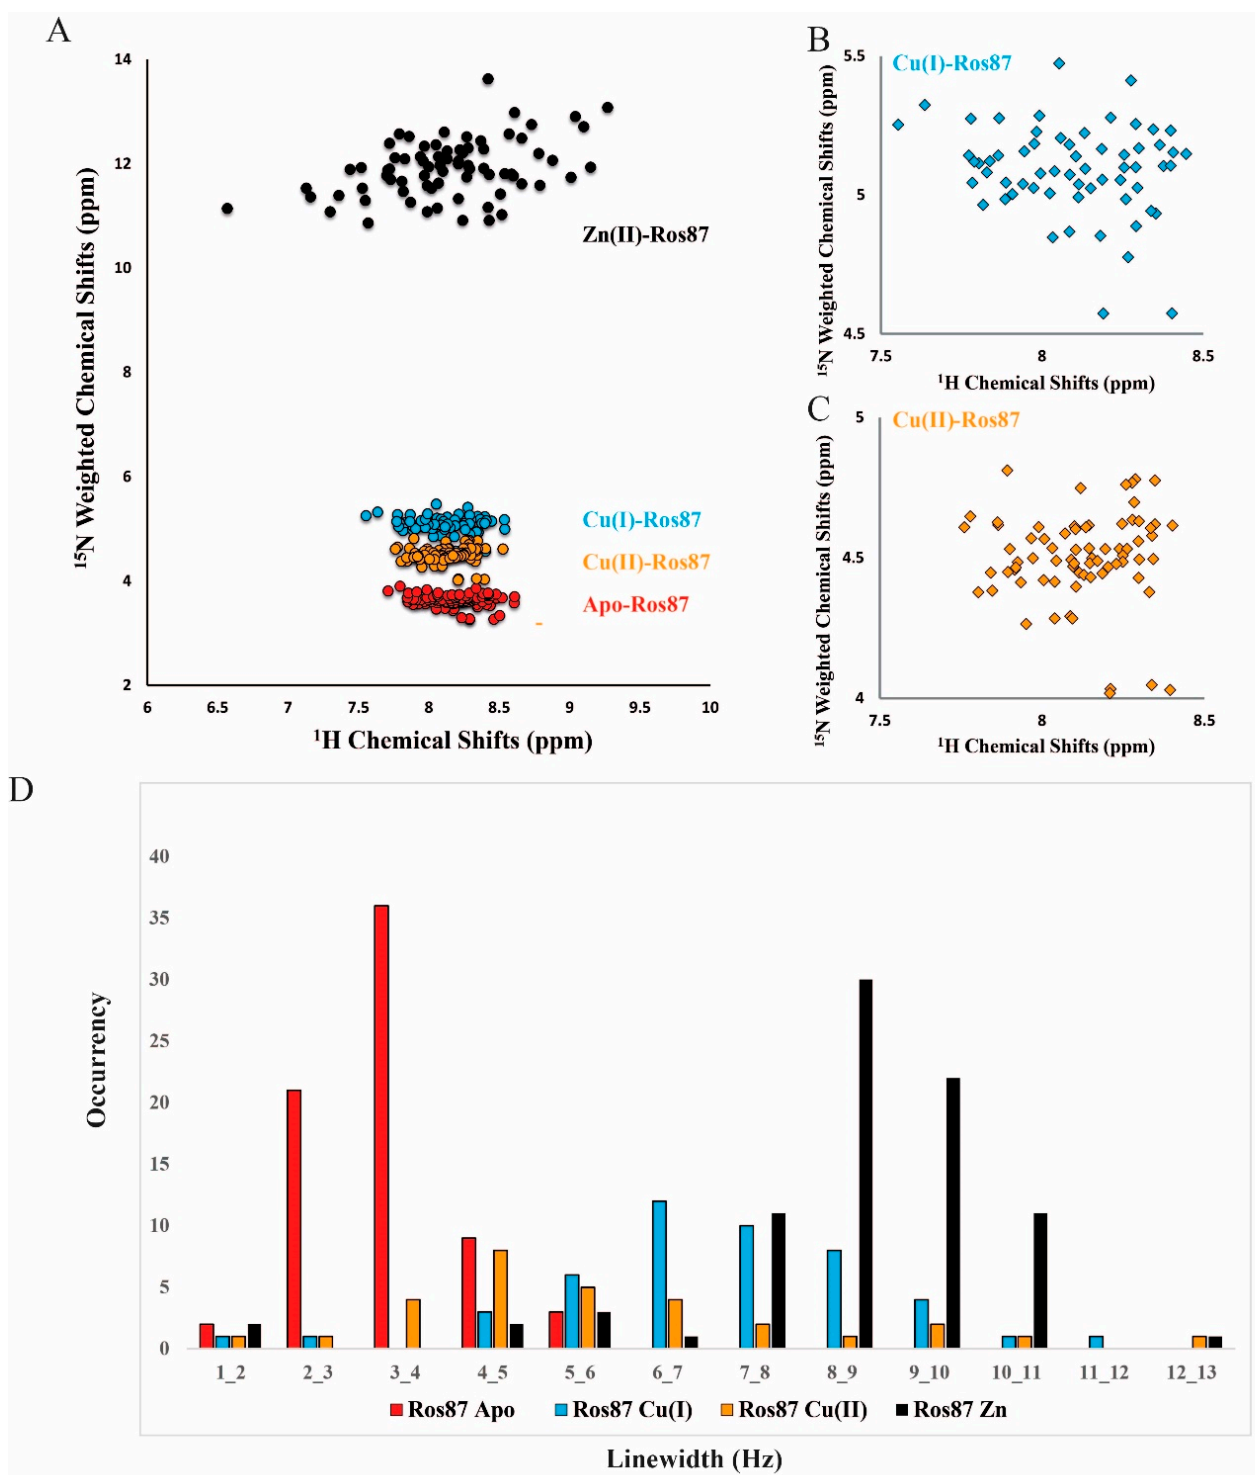 A
14
12
10
8
6
4
2
6 6.5 7 7.5 8 8.5 9 9.5 10
¹⁵N Weighted Chemical Shifts (ppm)
¹H Chemical Shifts (ppm)
Zn(II)-Ros87
Cu(I)-Ros87
Cu(II)-Ros87
Apo-Ros87
B
Cu(I)-Ros87
5.5
5
4.5
7.5 8 8.5
¹⁵N Weighted Chemical Shifts (ppm)
¹H Chemical Shifts (ppm)
C
Cu(II)-Ros87
5
4.5
4
7.5 8 8.5
¹⁵N Weighted Chemical Shifts (ppm)
¹H Chemical Shifts (ppm)
D
40
35
30
25
20
15
10
5
0
Occurrency
1_2 2_3 3_4 4_5 5_6 6_7 7_8 8_9 9_10 10_11 11_12 12_13
Ros87 Apo Ros87 Cu(I) Ros87 Cu(II) Ros87 Zn
Linewidth (Hz)